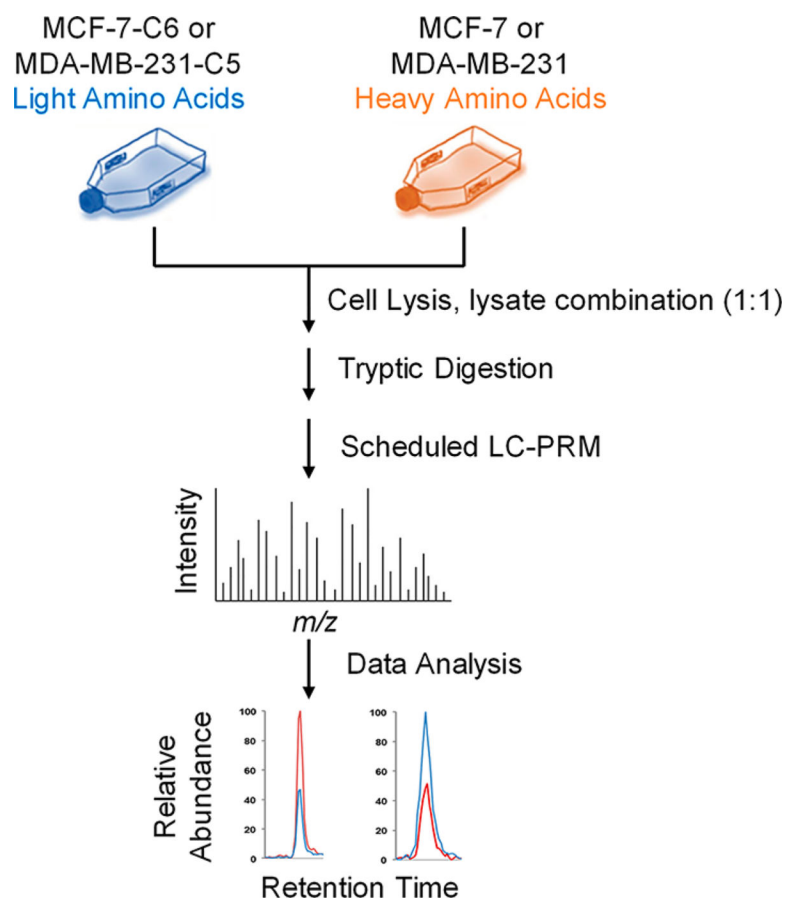 MCF-7-C6 or
MDA-MB-231-C5
Light Amino Acids
MCF-7 or
MDA-MB-231
Heavy Amino Acids
Cell Lysis, lysate combination (1:1)
Tryptic Digestion
Scheduled LC-PRM
Intensity
m/z
Data Analysis
Relative
Abundance
100
80
60
40
20
0
100
80
60
40
20
0
Retention Time